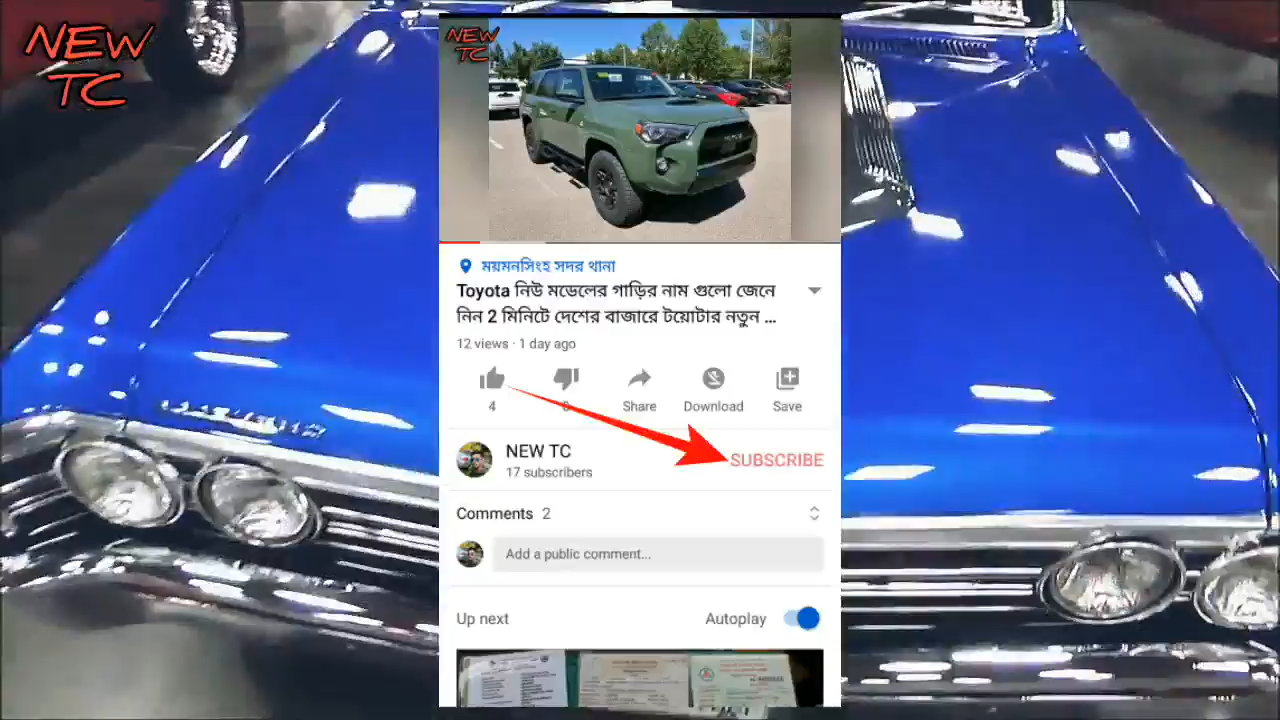 NEW
TC
NEW
TC
ময়মনসিংহ সদর থানা
Toyota নিউ মডেলের গাড়ির নাম গুলো জেনে
নিন 2 মিনিটে দেশের বাজারে টয়োটার নতুন ...
12 views · 1 day ago
4
Share
Download
Save
NEW TC
17 subscribers
SUBSCRIBE
Comments 2
Add a public comment...
Up next
Autoplay